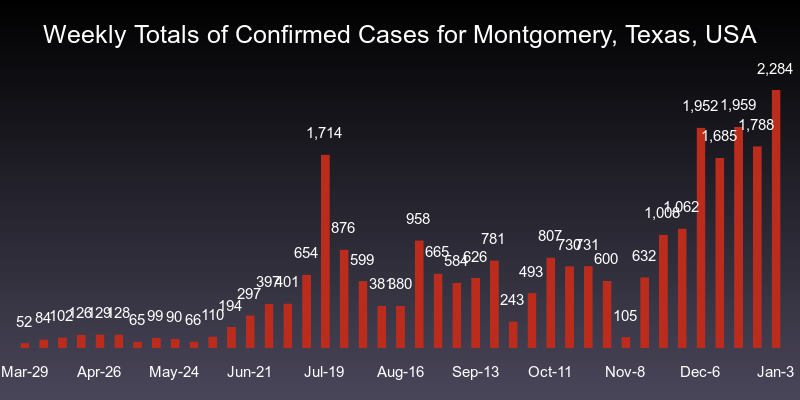 Weekly Totals of Confirmed Cases for Montgomery, Texas, USA
52 84 102 126 129 128 65 99 90 66 110 194 297 397 401 654 1,714 876 599 381 380 958 665 584 626 781 243 493 807 730 731 600 105 632 1,008 1,062 1,952 1,685 1,959 1,788 2,284
Mar-29 Apr-26 May-24 Jun-21 Jul-19 Aug-16 Sep-13 Oct-11 Nov-8 Dec-6 Jan-3